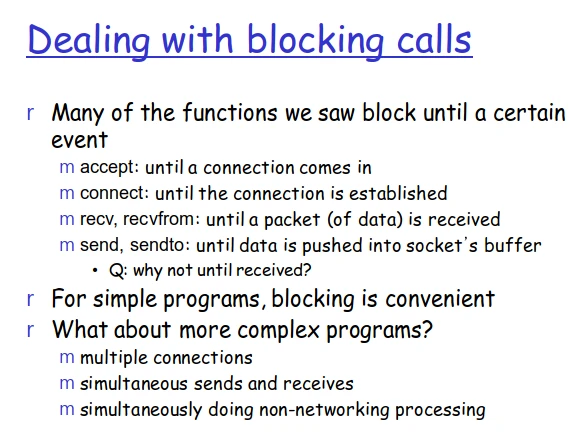 Dealing with blocking calls
r Many of the functions we saw block until a certain
event
m accept: until a connection comes in
m connect: until the connection is established
m recv, recvfrom: until a packet (of data) is received
m send, sendto: until data is pushed into socket's buffer
• Q: why not until received?
r For simple programs, blocking is convenient
r What about more complex programs?
m multiple connections
m simultaneous sends and receives
m simultaneously doing non-networking processing